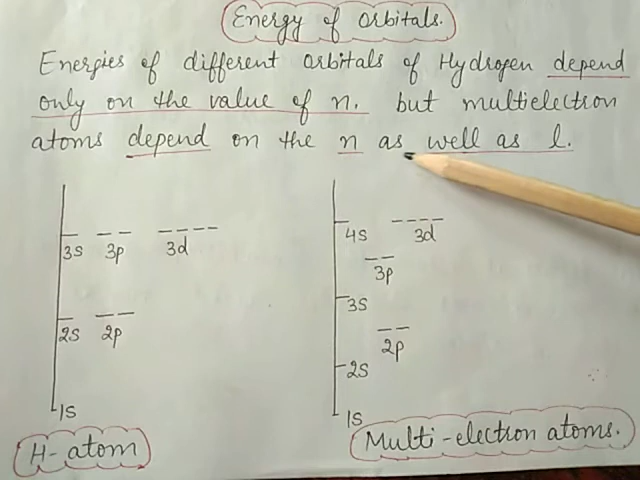 Energy of orbitals.
Energies of different orbitals of Hydrogen depend
only on the value of n. but multielectron
atoms depend on the n as well as l.
3s 3p 3d
2s 2p
1s
H-atom
4s 3d
3p
3s
2p
2s
1s
Multi-electron atoms.